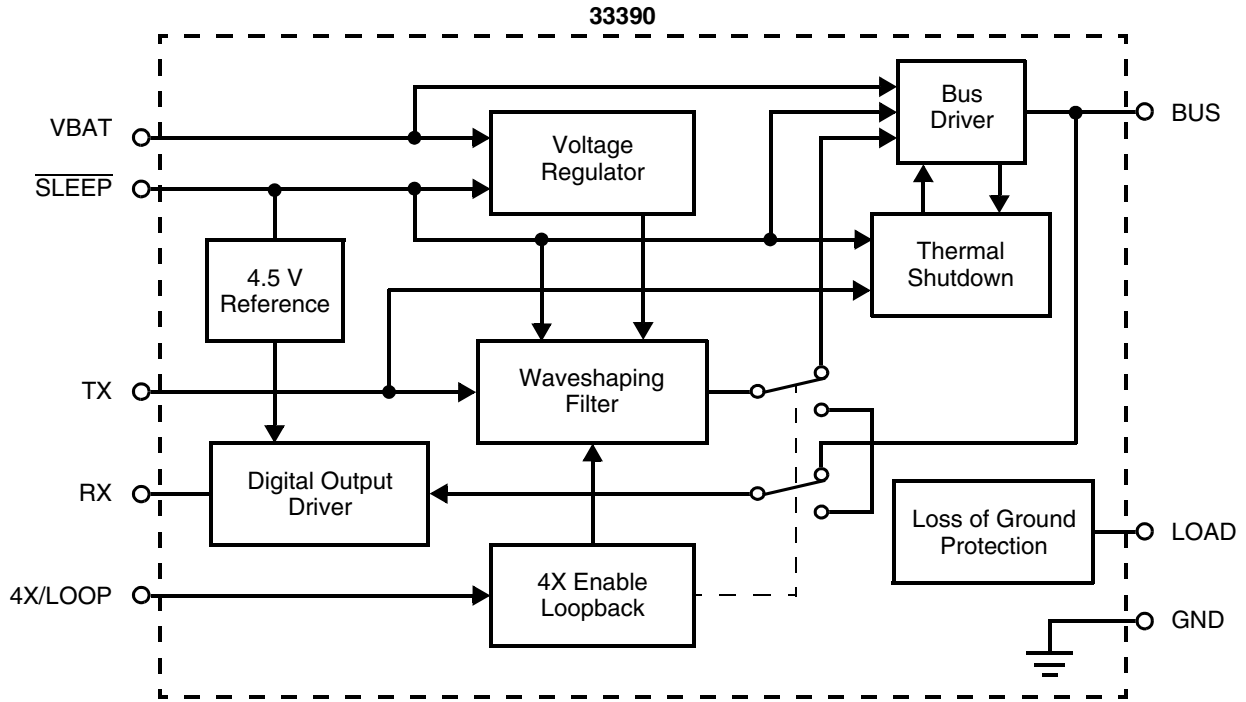 33390
VBAT
SLEEP
TX
RX
4X/LOOP
Voltage
Regulator
4.5 V
Reference
Waveshaping
Filter
Digital Output
Driver
4X Enable
Loopback
Bus
Driver
Thermal
Shutdown
Loss of Ground
Protection
BUS
LOAD
GND